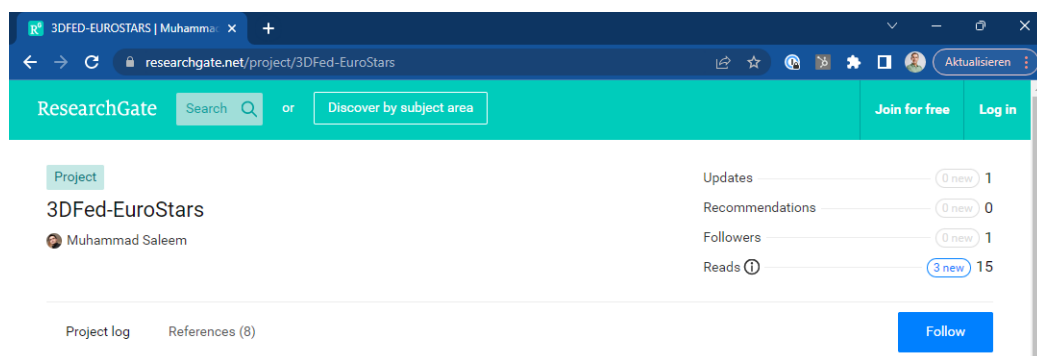 3DFED-EUROSTARS | Muhamma
researchgate.net/project/3DFed-EuroStars
Aktualisieren
ResearchGate Search or Discover by subject area Join for free Log in
Project
3DFed-EuroStars
Muhammad Saleem
Updates 0 new 1
Recommendations 0 new 0
Followers 0 new 1
Reads 3 new 15
Project log References (8) Follow